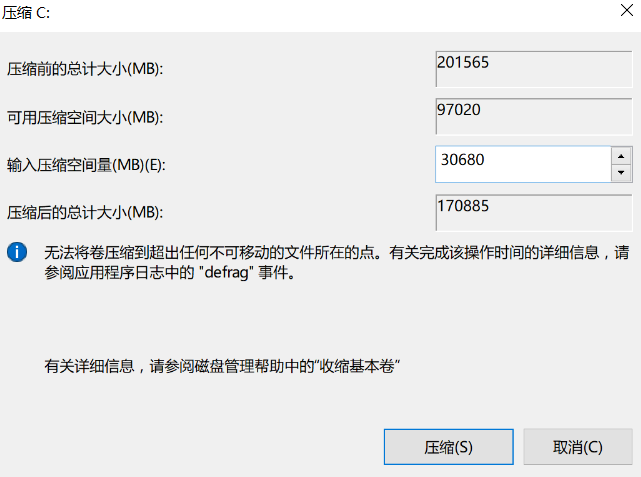 压缩 C:
压缩前的总计大小(MB):
201565
可用压缩空间大小(MB):
97020
输入压缩空间量(MB)(E):
30680
压缩后的总计大小(MB):
170885
无法将卷压缩到超出任何不可移动的文件所在的点。有关完成该操作时间的详细信息，请
参阅应用程序日志中的 "defrag" 事件。
有关详细信息，请参阅磁盘管理帮助中的“收缩基本卷”
压缩(S)
取消(C)